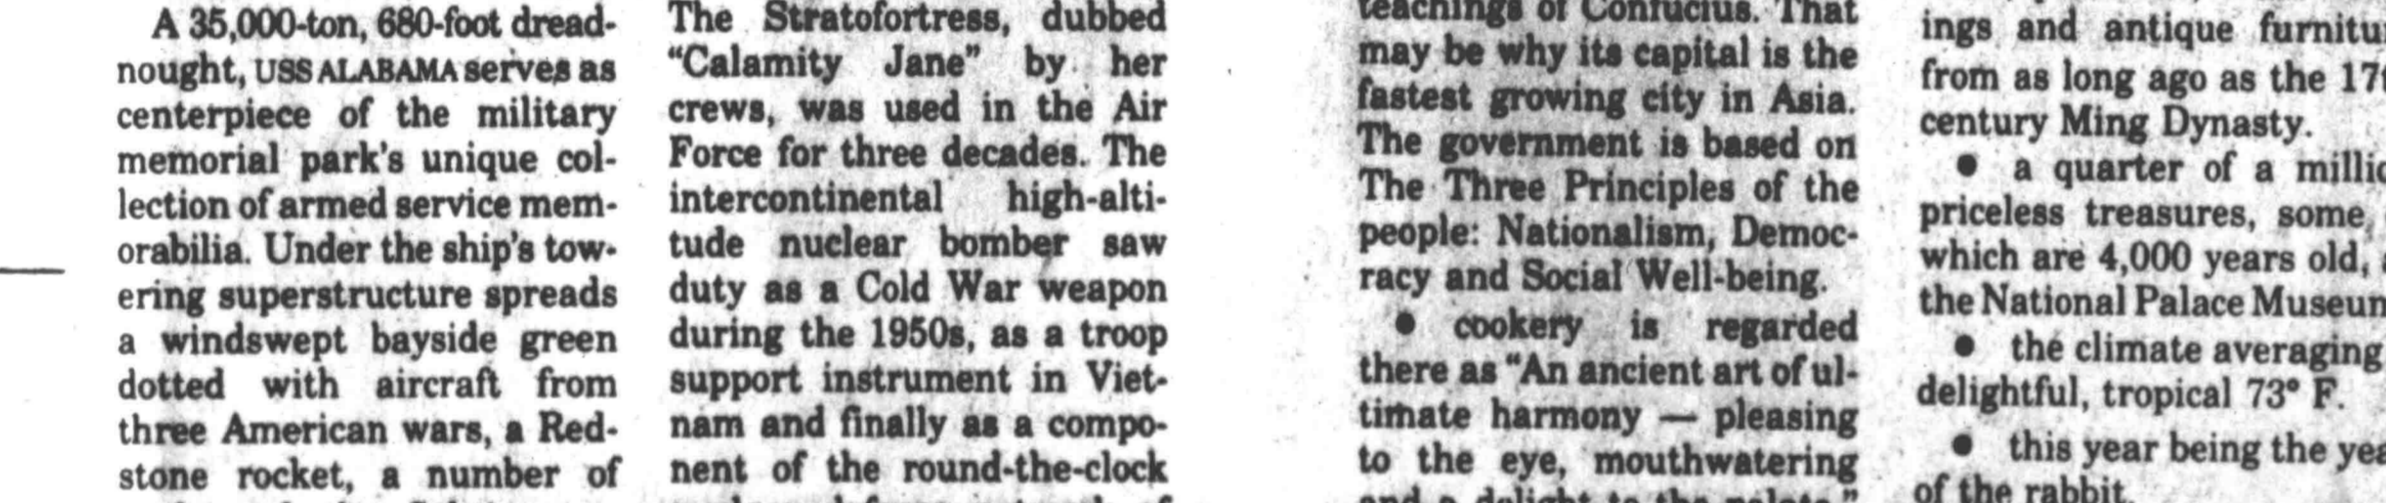 A 35,000-ton, 680-foot dread-
nought, USS ALABAMA serves as
centerpiece of the military
memorial park's unique col-
lection of armed service mem-
orabilia. Under the ship's tow-
ering superstructure spreads
a windswept bayside green
dotted with aircraft from
three American wars, a Red-
stone rocket, a number of
The Stratofortress, dubbed
"Calamity Jane" by her
crews, was used in the Air
Force for three decades. The
intercontinental high-alti-
tude nuclear bomber saw
duty as a Cold War weapon
during the 1950s, as a troop
support instrument in Viet-
nam and finally as a compo-
nent of the round-the-clock
teachings of Confucius. That
may be why its capital is the
fastest growing city in Asia.
The government is based on
The Three Principles of the
people: Nationalism, Democ-
racy and Social Well-being.
• cookery is regarded
there as "An ancient art of ul-
timate harmony — pleasing
to the eye, mouthwatering
and a delight to the palate."
ings and antique
from as long ago as the
century Ming Dynasty.
• a quarter of a
priceless treasures, some
which are 4,000 years old,
the National Palace
• the climate averaging
delightful, tropical 73° F.
• this year being the
of the rabbit.